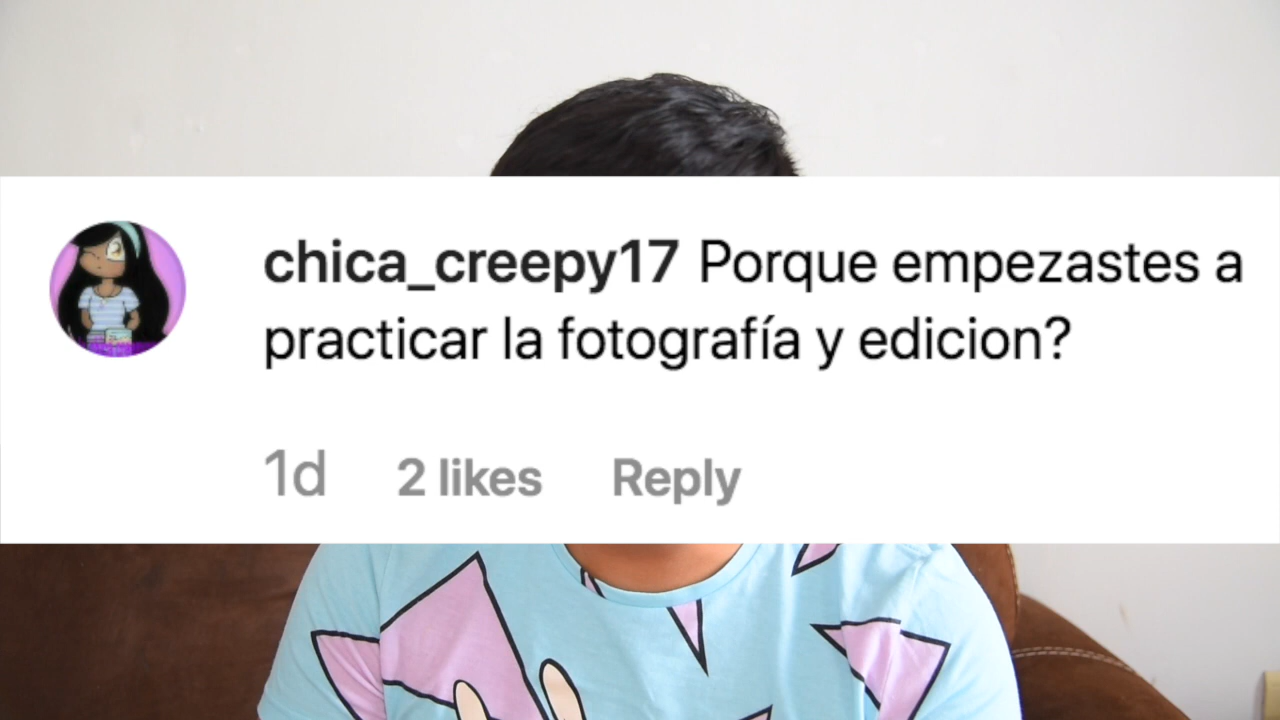 chica_creepy17 Porque empezastes a
practicar la fotografía y edicion?
1d 2 likes Reply